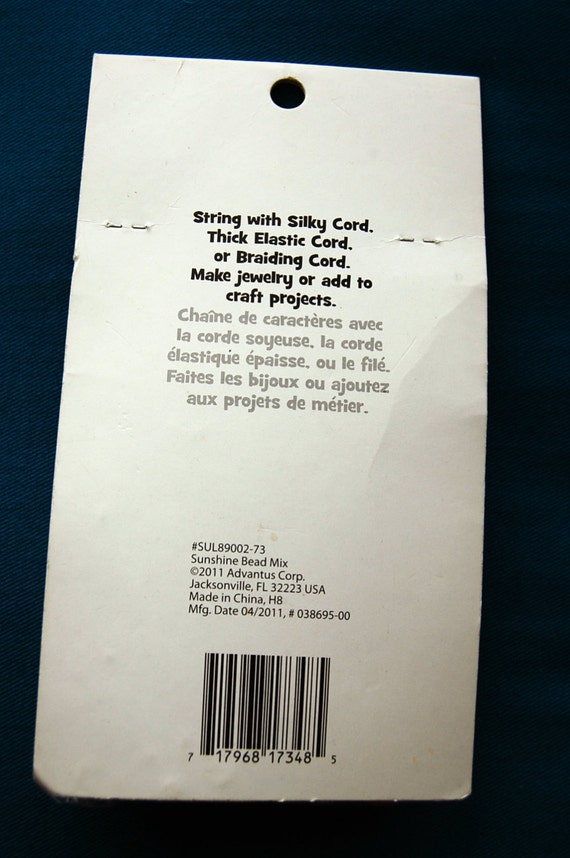 String with Silky Cord,
Thick Elastic Cord,
or Braiding Cord.
Make jewelry or add to
craft projects.
Chaîne de caractères avec
la corde soyeuse, la corde
élastique épaisse, ou le filé.
Faites les bijoux ou ajoutez
aux projets de métier.
#SUL89002-73
Sunshine Bead Mix
©2011 Advantus Corp.
Jacksonville, FL 32223 USA
Made in China, H8
Mfg. Date 04/2011, # 038695-00
7 17968 17348 5